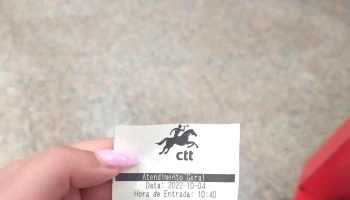 ctt
Atendimento Geral
Data: 2022-10-04
Hora de Entrada: 10:40